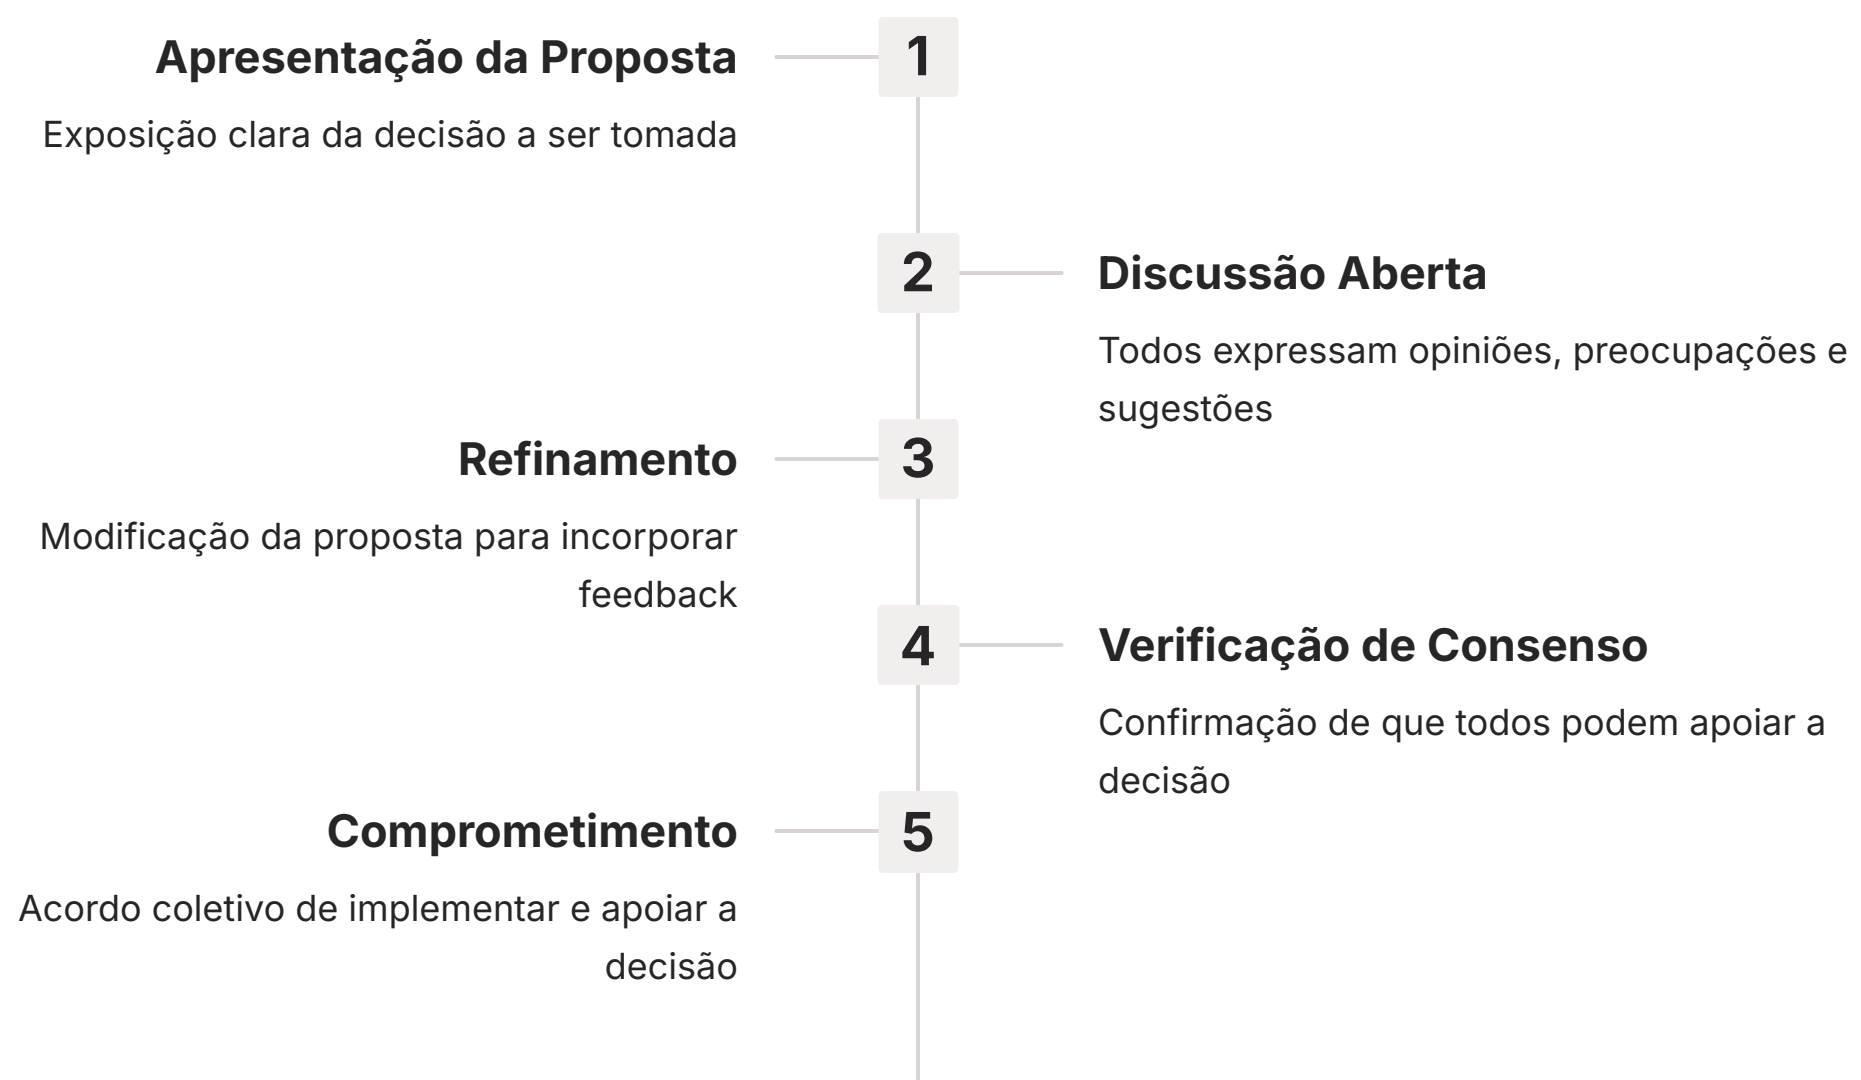 Apresentação da Proposta
1
Exposição clara da decisão a ser tomada
2
Discussão Aberta
Todos expressam opiniões, preocupações e
sugestões
Refinamento
3
Modificação da proposta para incorporar
feedback
4
Verificação de Consenso
Confirmação de que todos podem apoiar a
decisão
Comprometimento
5
Acordo coletivo de implementar e apoiar a
decisão